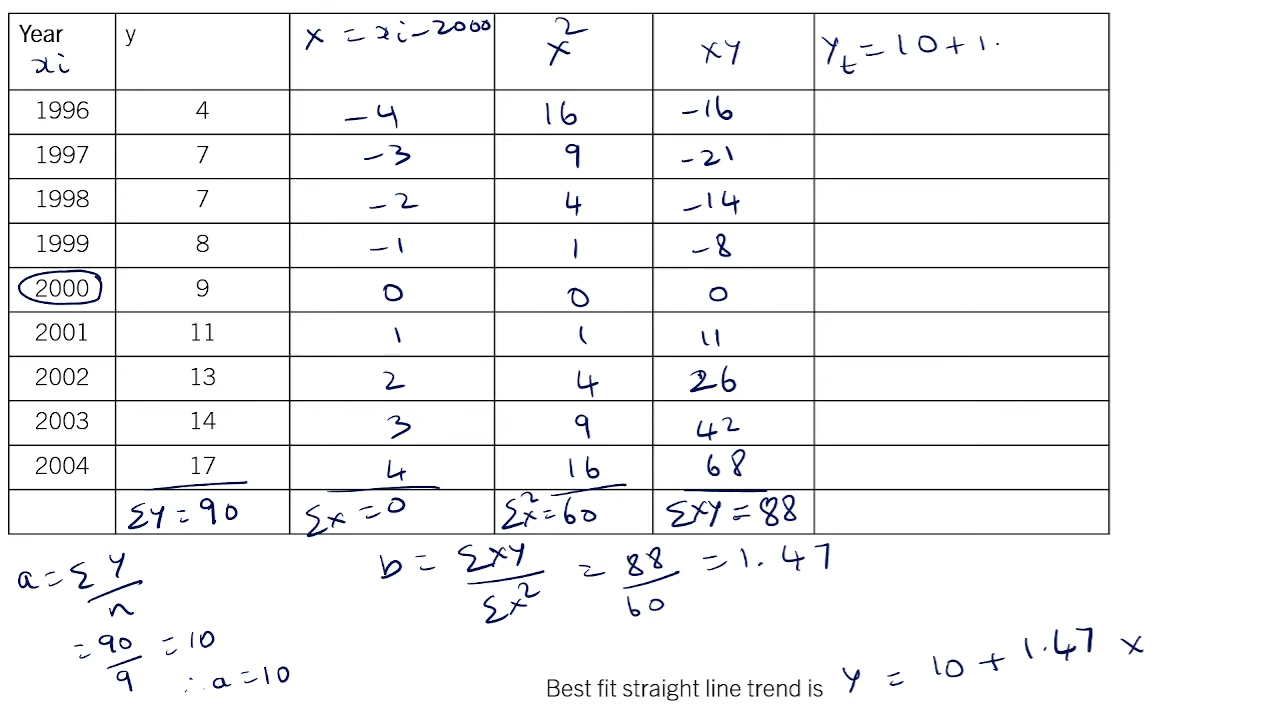 Year xi y x = xi - 2000 x² xy Yt = 10 + 1.
1996 4 -4 16 -16
1997 7 -3 9 -21
1998 7 -2 4 -14
1999 8 -1 1 -8
2000 9 0 0 0
2001 11 1 1 11
2002 13 2 4 26
2003 14 3 9 42
2004 17 4 16 68
Σy = 90 Σx = 0 Σx² = 60 Σxy = 88
a = Σy/n b = Σxy/Σx² = 88/60 = 1.47
= 90/9 = 10
∴ a = 10
Best fit straight line trend is y = 10 + 1.47 x